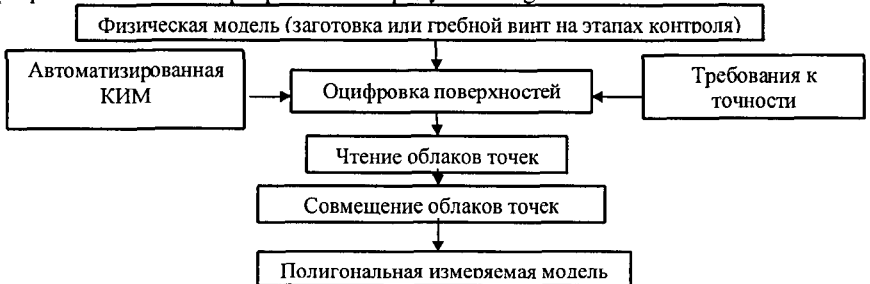 Физическая модель (заготовка или гребной винт на этапах контроля)
Автоматизированная
КИМ
Оцифровка поверхностей
Требования к
точности
Чтение облаков точек
Совмещение облаков точек
Полигональная измеряемая модель